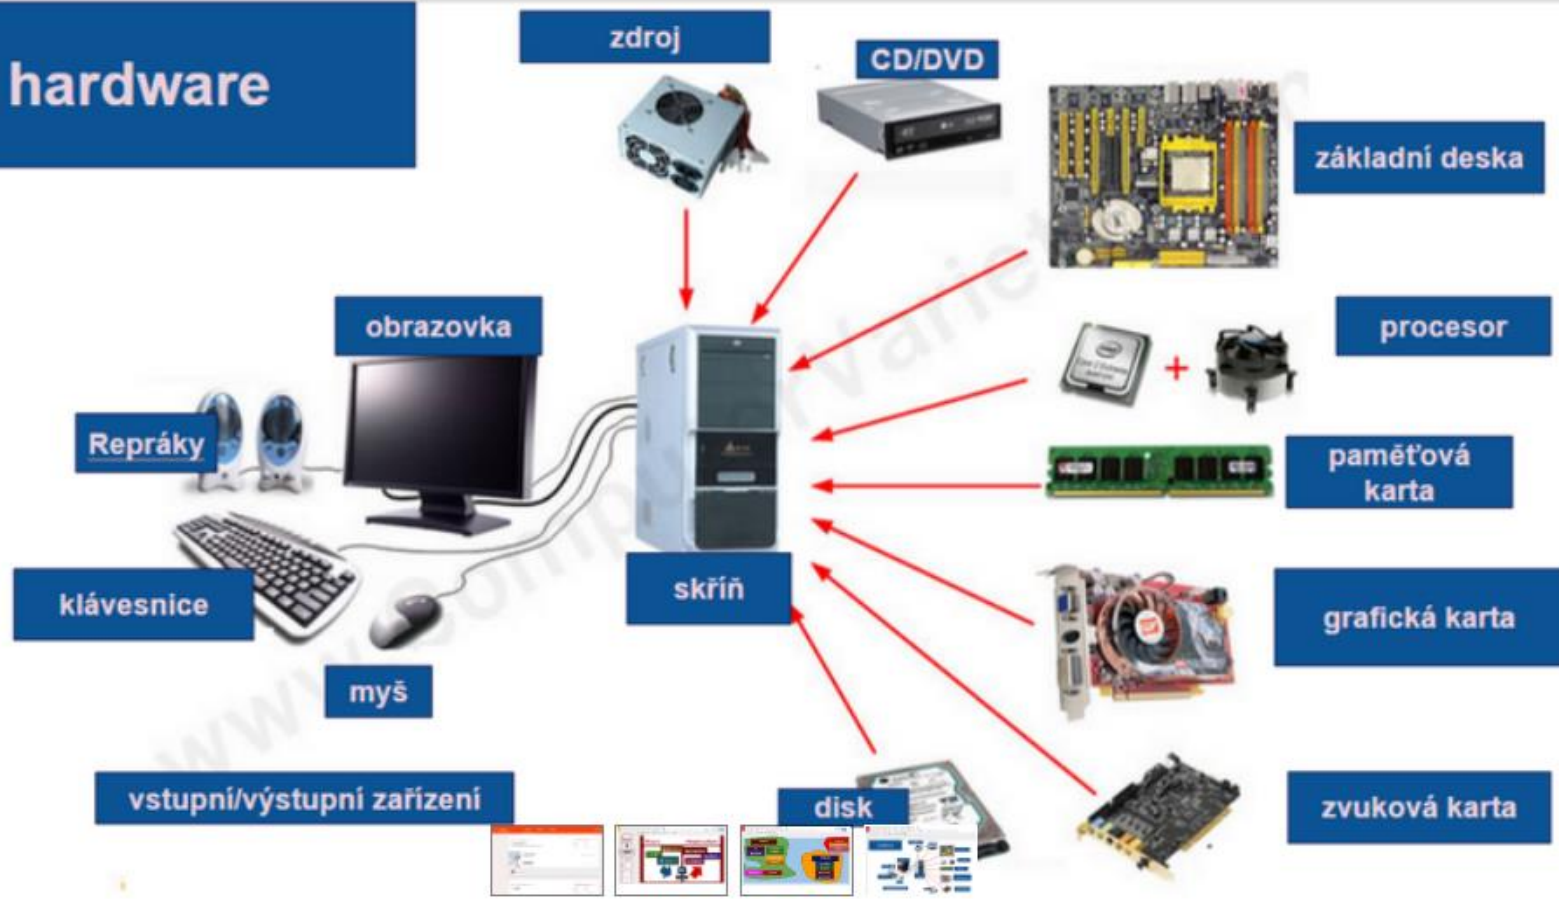 hardware
zdroj
CD/DVD
základní deska
obrazovka
procesor
Repráky
paměťová
karta
klávesnice
skříň
grafická karta
myš
vstupní/výstupní zařízení
disk
zvuková karta